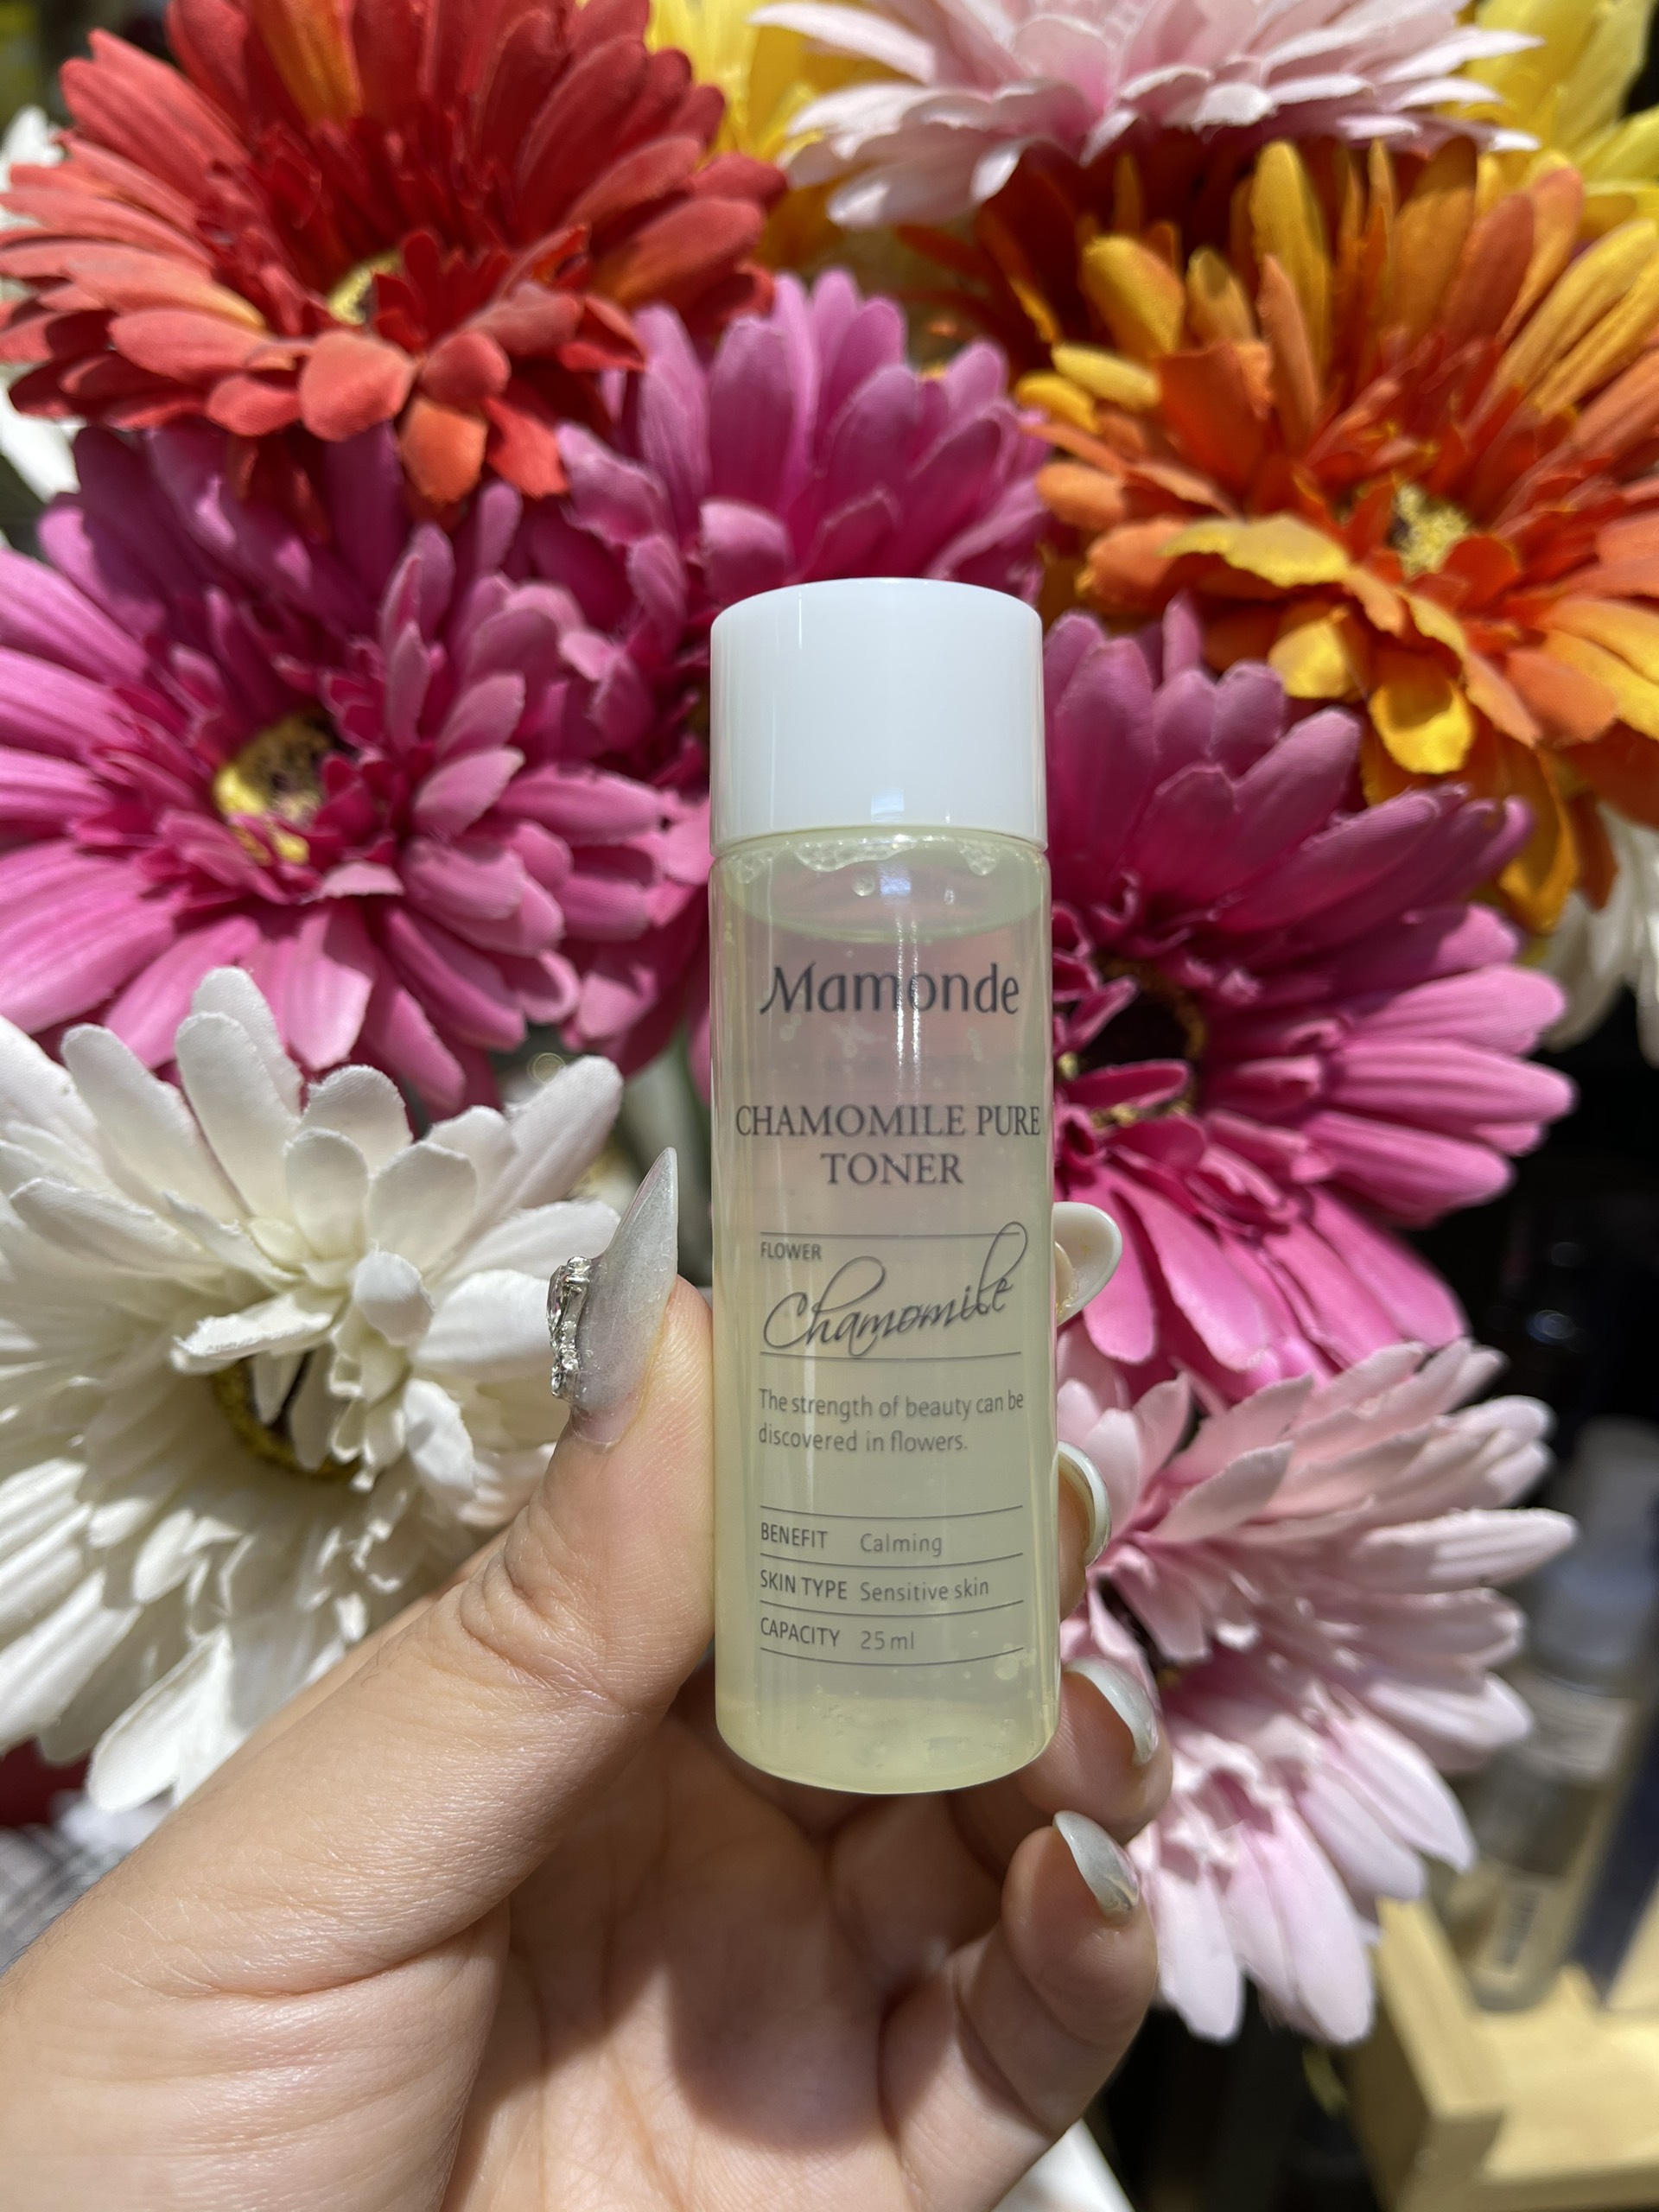 Mamonde
CHAMOMILE PURE
TONER
FLOWER
Chamomile
The strength of beauty can be
discovered in flowers.
BENEFIT Calming
SKIN TYPE Sensitive skin
CAPACITY 25 ml